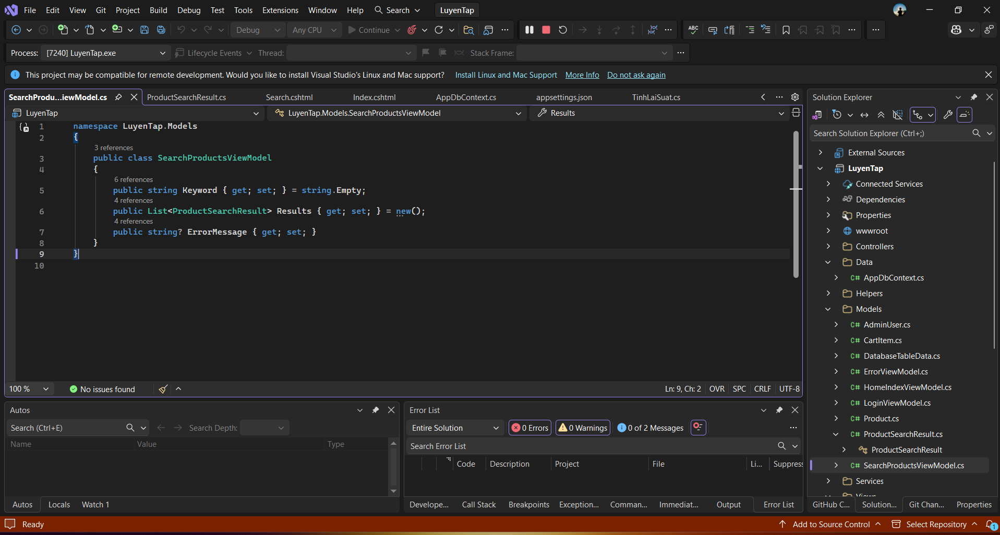 File Edit View Git Project Build Debug Test Tools Extensions Window Help Search LuyenTap
Debug Any CPU Continue
Process: [7240] LuyenTap.exe Lifecycle Events Thread: Stack Frame:
This project may be compatible for remote development. Would you like to install Visual Studio's Linux and Mac support? Install Linux and Mac Support More Info Do not ask again
SearchProdu...iewModel.cs ProductSearchResult.cs Search.cshtml Index.cshtml AppDbContext.cs appsettings.json TinhLaiSuat.cs
LuyenTap LuyenTap.Models.SearchProductsViewModel Results
1 namespace LuyenTap.Models
2 {
3 references
3 public class SearchProductsViewModel
4 {
6 references
5 public string Keyword { get; set; } = string.Empty;
4 references
6 public List<ProductSearchResult> Results { get; set; } = new();
4 references
7 public string? ErrorMessage { get; set; }
8 }
9 }
10
100 % No issues found Ln: 9, Ch: 2 OVR SPC CRLF UTF-8
Autos
Search (Ctrl+E) Search Depth:
Name Value Type
Autos Locals Watch 1
Error List
Entire Solution 0 Errors 0 Warnings 0 of 2 Messages
Search Error List
Code Description Project File Li... Suppress
Develope... Call Stack Breakpoints Exception... Comman... Immediat... Output Error List
Solution Explorer
Search Solution Explorer (Ctrl+;)
External Sources
LuyenTap
Connected Services
Dependencies
Properties
wwwroot
Controllers
Data
C# AppDbContext.cs
Helpers
Models
C# AdminUser.cs
C# CartItem.cs
C# DatabaseTableData.cs
C# ErrorViewModel.cs
C# HomeIndexViewModel.cs
C# LoginViewModel.cs
C# Product.cs
C# ProductSearchResult.cs
ProductSearchResult
C# SearchProductsViewModel.cs
Services
Views
GitHub C... Solution... Git Chan... Properties
Ready Add to Source Control Select Repository 1